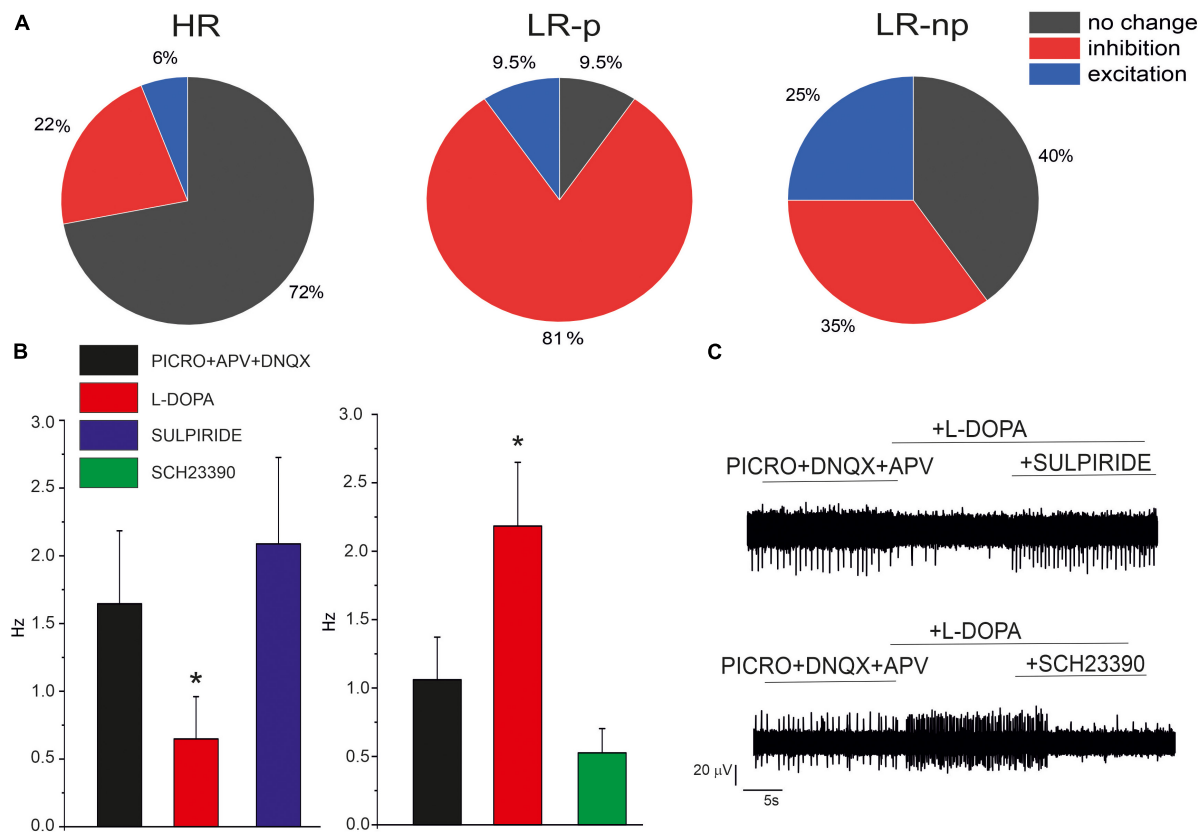 A
HR
LR-p
LR-np
no change
inhibition
excitation
6%
22%
72%
9.5%
9.5%
81%
25%
40%
35%
B
PICRO+APV+DNQX
L-DOPA
SULPIRIDE
SCH23390
3.0
2.5
2.0
1.5
1.0
0.5
0.0
Hz
*
3.0
2.5
2.0
1.5
1.0
0.5
0.0
Hz
*
C
+L-DOPA
PICRO+DNQX+APV
+SULPIRIDE
+L-DOPA
PICRO+DNQX+APV
+SCH23390
20 μV
5s